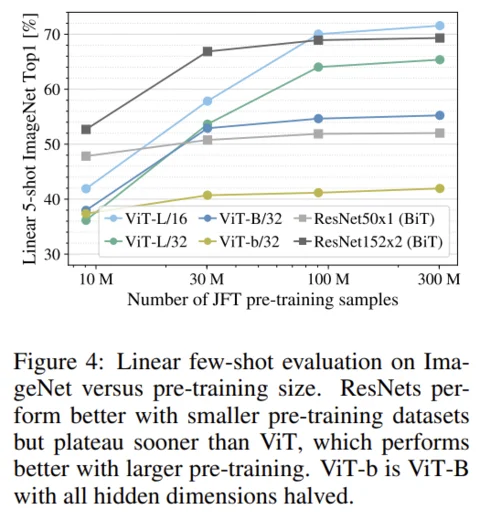 Linear 5-shot ImageNet Top1 [%]
70
60
50
40
30
ViT-L/16
ViT-B/32
ResNet50x1 (BiT)
ViT-L/32
ViT-b/32
ResNet152x2 (BiT)
10 M
30 M
100 M
300 M
Number of JFT pre-training samples
Figure 4: Linear few-shot evaluation on Ima-
geNet versus pre-training size. ResNets per-
form better with smaller pre-training datasets
but plateau sooner than ViT, which performs
better with larger pre-training. ViT-b is ViT-B
with all hidden dimensions halved.